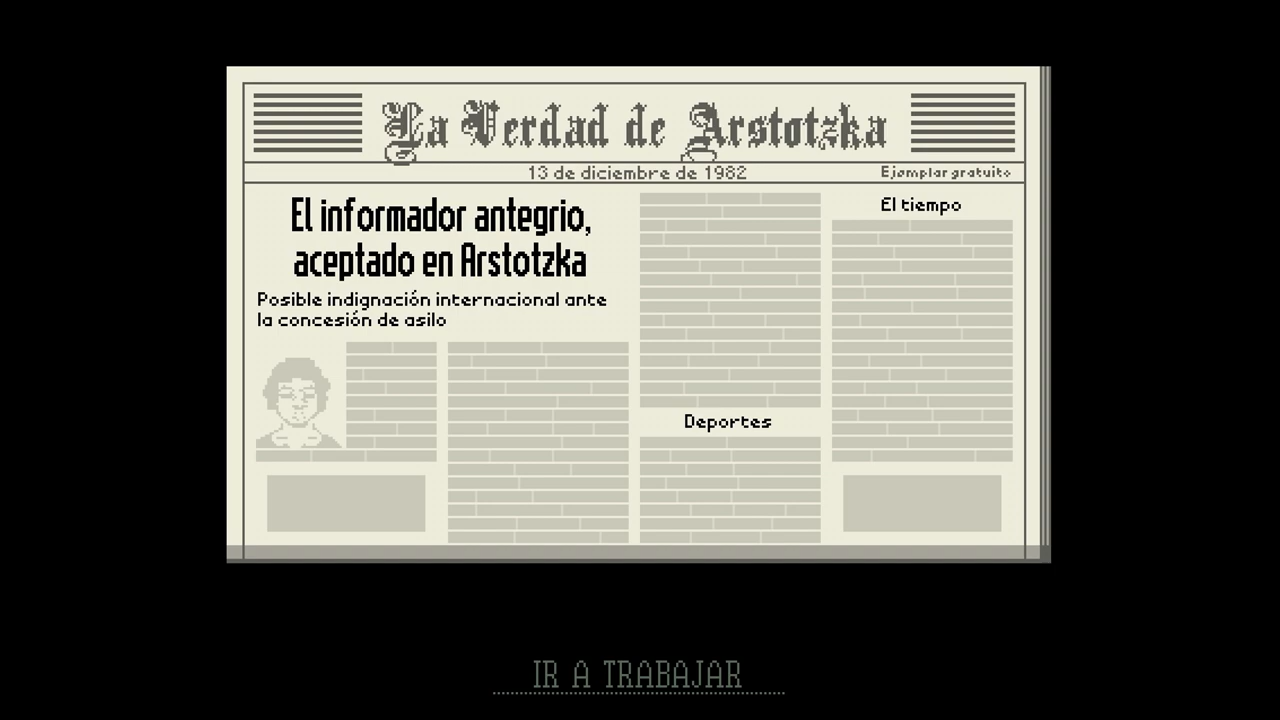 La Verdad de Arstotzka
13 de diciembre de 1982
Ejemplar gratuito
El informador antegrio,
aceptado en Arstotzka
Posible indignación internacional ante
la concesión de asilo
Deportes
El tiempo
IR A TRABAJAR